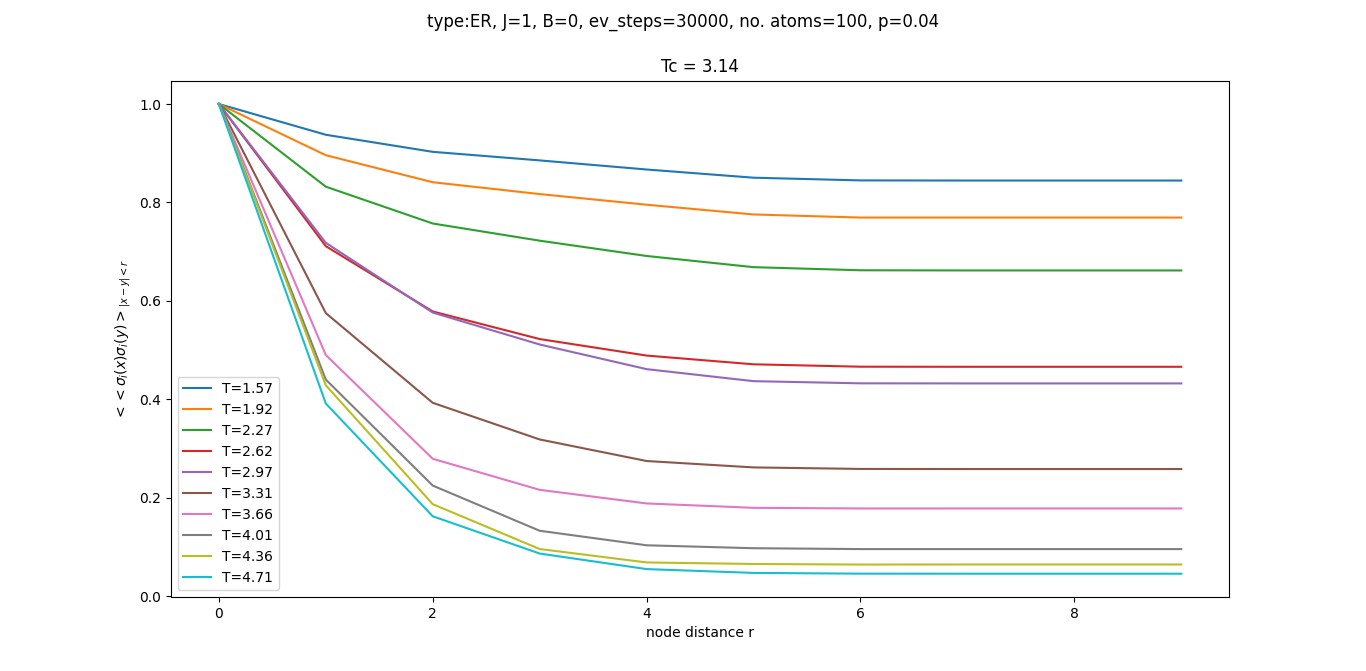 type:ER, J=1, B=0, ev_steps=30000, no. atoms=100, p=0.04
Tc = 3.14
< < σᵢ(x)σᵢ(y) > |x − y| < r
1.0
0.8
0.6
0.4
0.2
0.0
T=1.57
T=1.92
T=2.27
T=2.62
T=2.97
T=3.31
T=3.66
T=4.01
T=4.36
T=4.71
0 2 4 6 8
node distance r